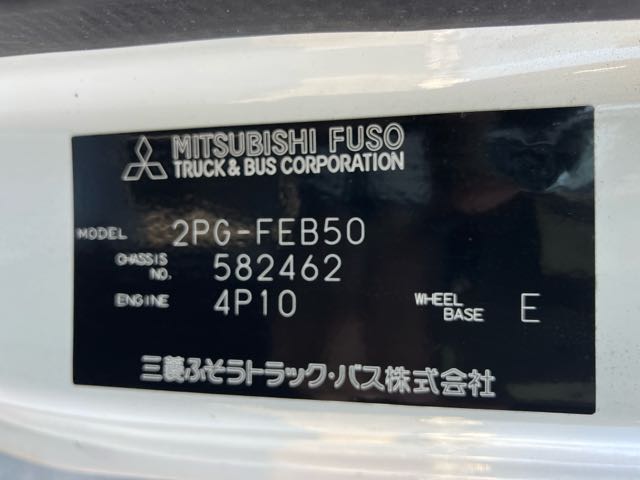 MITSUBISHI FUSO
TRUCK & BUS CORPORATION
MODEL 2PG-FEB50
CHASSIS NO. 582462
ENGINE 4P10 WHEEL BASE E
三菱ふそうトラック・バス株式会社